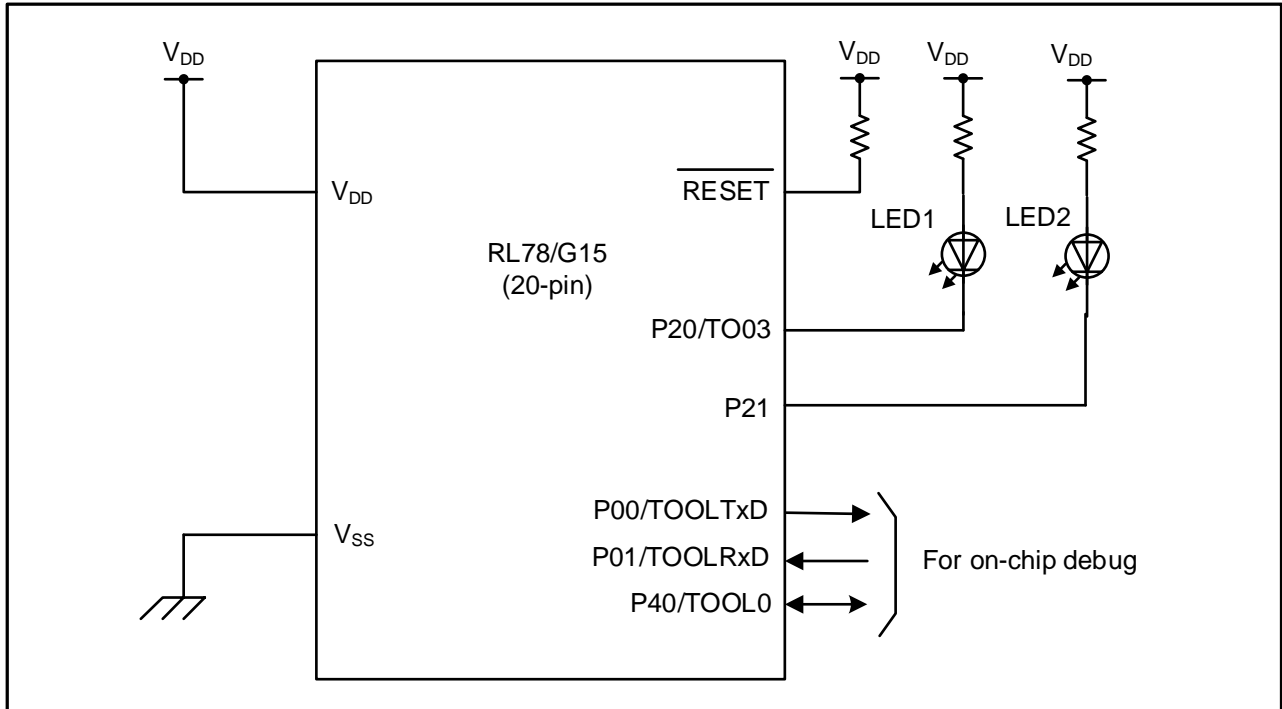 VDD
VDD
VDD
VDD
VDD
RESET
LED1
LED2
RL78/G15
(20-pin)
P20/TO03
P21
P00/TOOLTxD
VSS
P01/TOOLRxD
For on-chip debug
P40/TOOL0